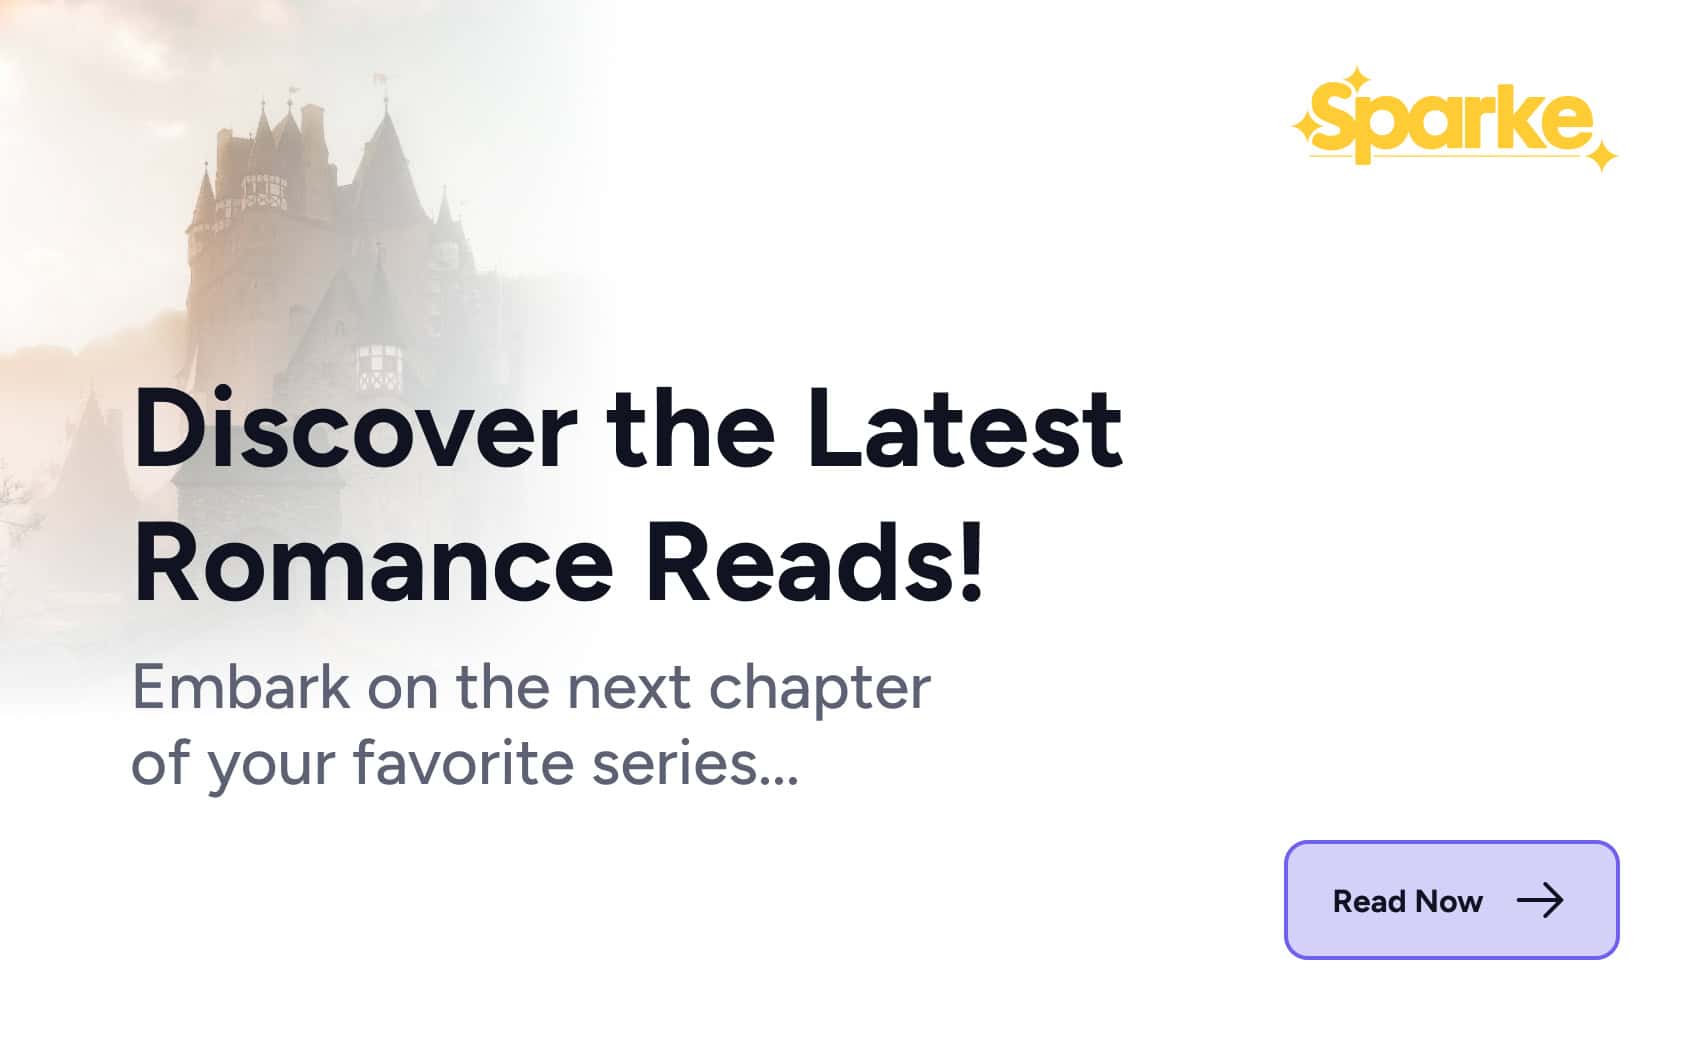 Sparke
Discover the Latest
Romance Reads!
Embark on the next chapter
of your favorite series...
Read Now